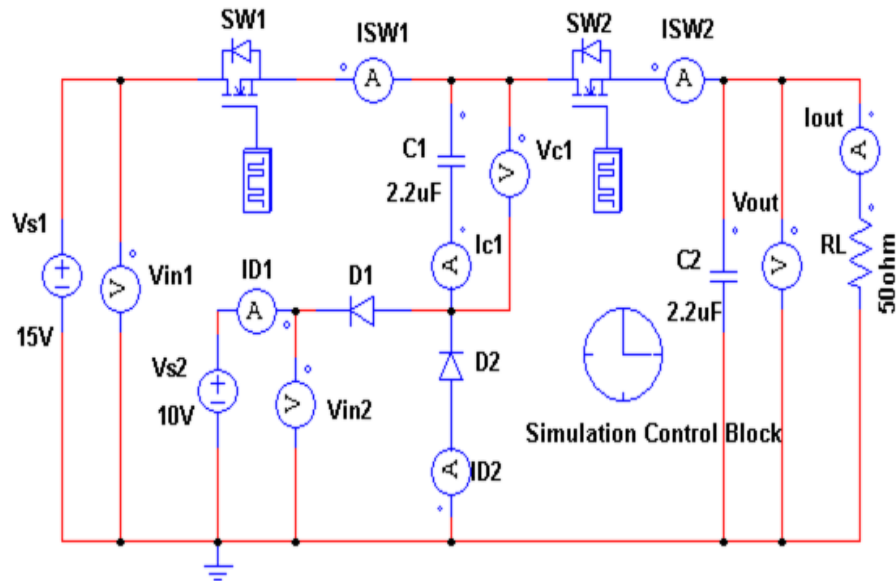 SW1
ISW1
SW2
ISW2
A
A
C1
2.2uF
V
Vc1
Iout
A
Vs1
15V
V
Vin1
ID1
A
D1
A
Ic1
Vout
V
C2
2.2uF
RL
50ohm
Vs2
10V
V
Vin2
D2
Simulation Control Block
A
ID2